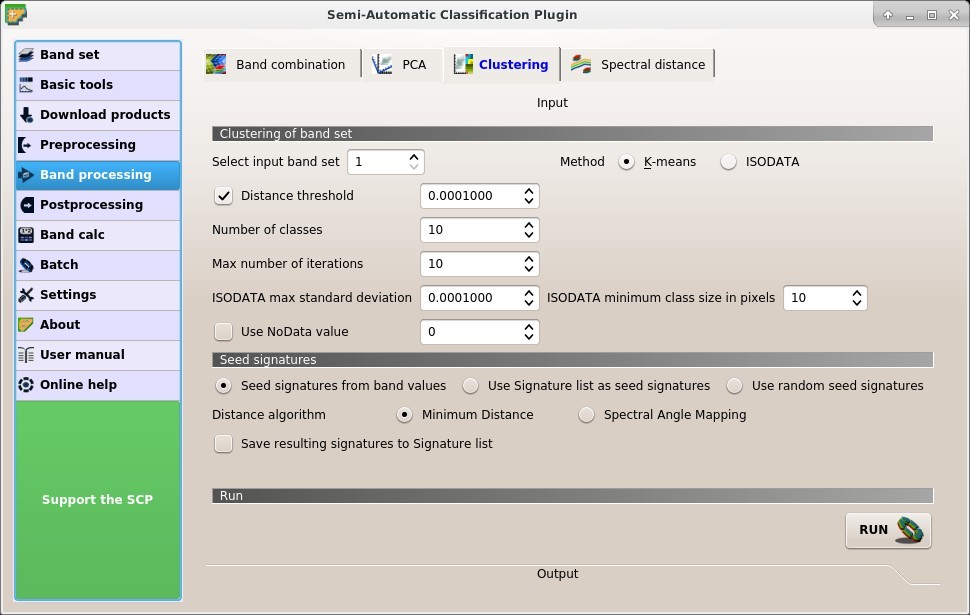 Semi-Automatic Classification Plugin
Band set
Basic tools
Download products
Preprocessing
Band processing
Postprocessing
Band calc
Batch
Settings
About
User manual
Online help
Support the SCP
Band combination PCA Clustering Spectral distance
Input
Clustering of band set
Select input band set 1 Method K-means ISODATA
Distance threshold 0.0001000
Number of classes 10
Max number of iterations 10
ISODATA max standard deviation 0.0001000 ISODATA minimum class size in pixels 10
Use NoData value 0
Seed signatures
Seed signatures from band values Use Signature list as seed signatures Use random seed signatures
Distance algorithm Minimum Distance Spectral Angle Mapping
Save resulting signatures to Signature list
Run
RUN
Output